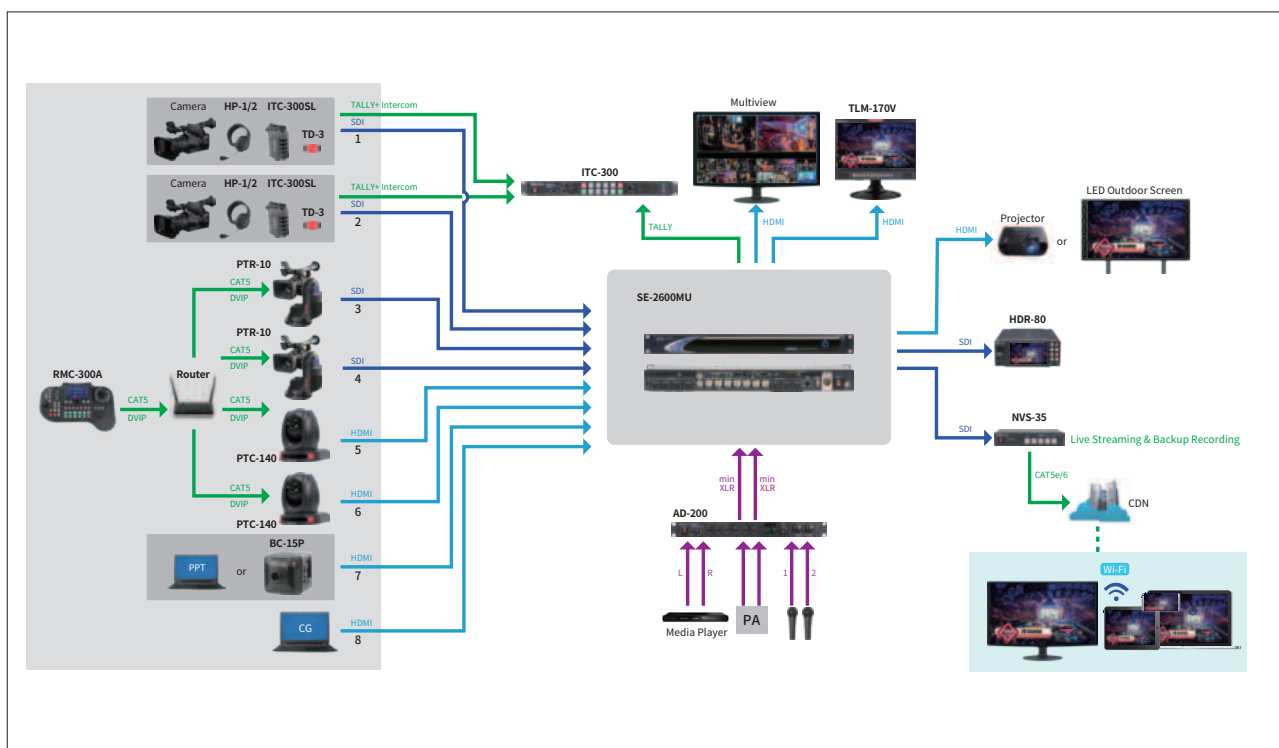 Camera HP-1/2 ITC-300SL
TD-3
TALLY+ Intercom
SDI
1
Camera HP-1/2 ITC-300SL
TD-3
TALLY+ Intercom
SDI
2
PTR-10
CAT5
DVIP
SDI
3
PTR-10
CAT5
DVIP
SDI
4
RMC-300A
CAT5
DVIP
Router
CAT5
DVIP
PTC-140
HDMI
5
CAT5
DVIP
PTC-140
HDMI
6
BC-15P
PPT
or
HDMI
7
CG
HDMI
8
ITC-300
TALLY
Multiview
HDMI
TLM-170V
HDMI
SE-2600MU
HDMI
Projector
or
LED Outdoor Screen
SDI
HDR-80
SDI
NVS-35
Live Streaming & Backup Recording
CAT5e/6
CDN
Wi-Fi
min
XLR
min
XLR
AD-200
L
R
1
2
Media Player
PA